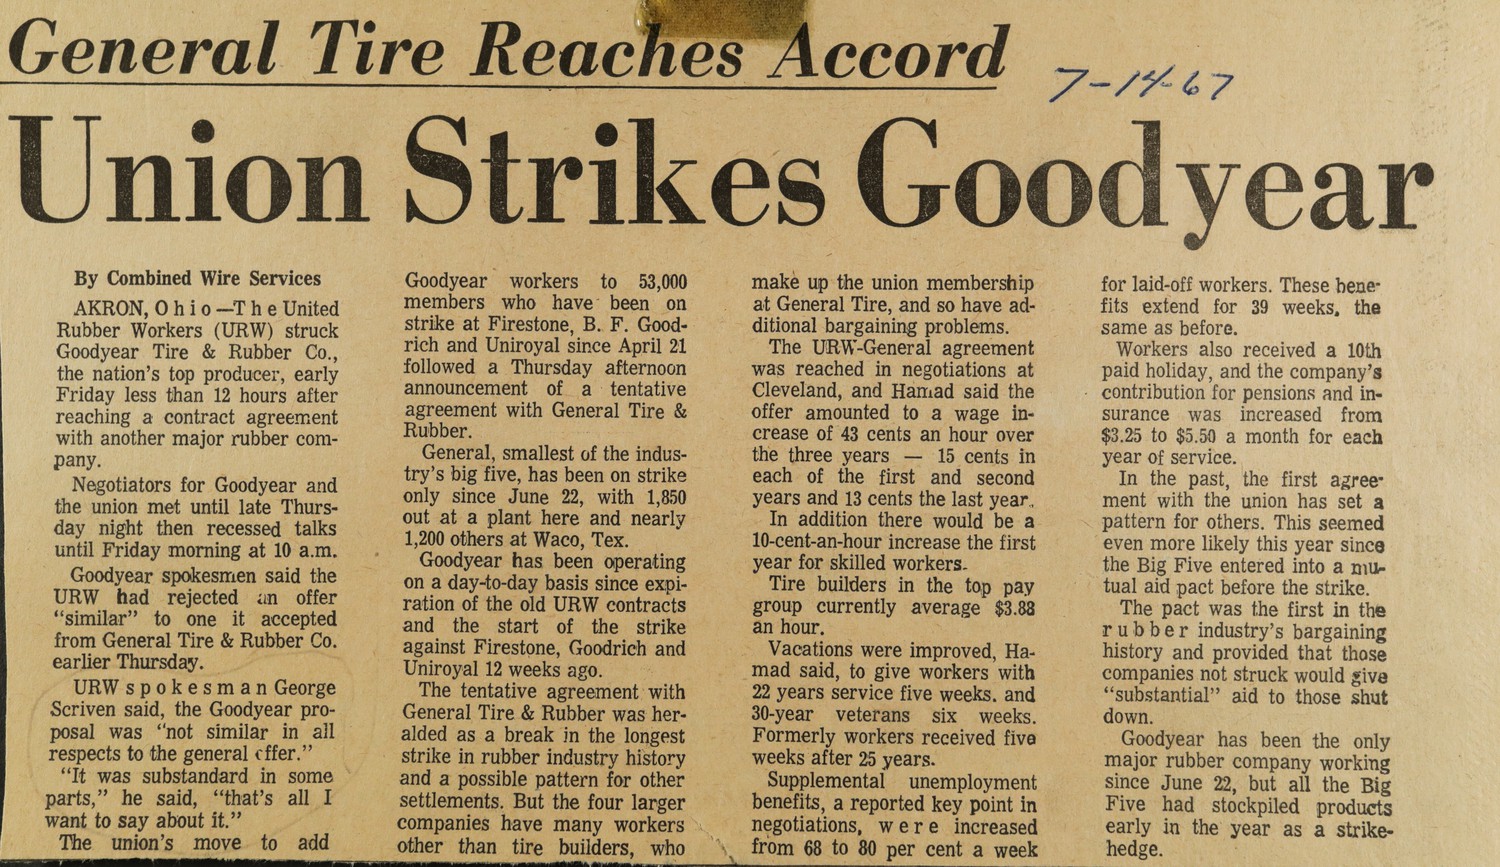 General Tire Reaches Accord
7-14-67
Union Strikes Goodyear
By Combined Wire Services
AKRON, Ohio—The United
Rubber Workers (URW) struck
Goodyear Tire & Rubber Co.,
the nation's top producer, early
Friday less than 12 hours after
reaching a contract agreement
with another major rubber com-
pany.
Negotiators for Goodyear and
the union met until late Thurs-
day night then recessed talks
until Friday morning at 10 a.m.
Goodyear spokesmen said the
URW had rejected an offer
"similar" to one it accepted
from General Tire & Rubber Co.
earlier Thursday.
URW spokesman George
Scriven said, the Goodyear pro-
posal was "not similar in all
respects to the general offer."
"It was substandard in some
parts," he said, "that's all I
want to say about it."
The union's move to add
Goodyear workers to 53,000
members who have been on
strike at Firestone, B. F. Good-
rich and Uniroyal since April 21
followed a Thursday afternoon
announcement of a tentative
agreement with General Tire &
Rubber.
General, smallest of the indus-
try's big five, has been on strike
only since June 22, with 1,850
out at a plant here and nearly
1,200 others at Waco, Tex.
Goodyear has been operating
on a day-to-day basis since expi-
ration of the old URW contracts
and the start of the strike
against Firestone, Goodrich and
Uniroyal 12 weeks ago.
The tentative agreement with
General Tire & Rubber was her-
alded as a break in the longest
strike in rubber industry history
and a possible pattern for other
settlements. But the four larger
companies have many workers
other than tire builders, who
make up the union membership
at General Tire, and so have ad-
ditional bargaining problems.
The URW-General agreement
was reached in negotiations at
Cleveland, and Hamad said the
offer amounted to a wage in-
crease of 43 cents an hour over
the three years — 15 cents in
each of the first and second
years and 13 cents the last year.
In addition there would be a
10-cent-an-hour increase the first
year for skilled workers.
Tire builders in the top pay
group currently average $3.88
an hour.
Vacations were improved, Ha-
mad said, to give workers with
22 years service five weeks. and
30-year veterans six weeks.
Formerly workers received five
weeks after 25 years.
Supplemental unemployment
benefits, a reported key point in
negotiations, were increased
from 68 to 80 per cent a week
for laid-off workers. These bene-
fits extend for 39 weeks, the
same as before.
Workers also received a 10th
paid holiday, and the company's
contribution for pensions and in-
surance was increased from
$3.25 to $5.50 a month for each
year of service.
In the past, the first agree-
ment with the union has set a
pattern for others. This seemed
even more likely this year since
the Big Five entered into a mu-
tual aid pact before the strike.
The pact was the first in the
rubber industry's bargaining
history and provided that those
companies not struck would give
"substantial" aid to those shut
down.
Goodyear has been the only
major rubber company working
since June 22, but all the Big
Five had stockpiled products
early in the year as a strike-
hedge.